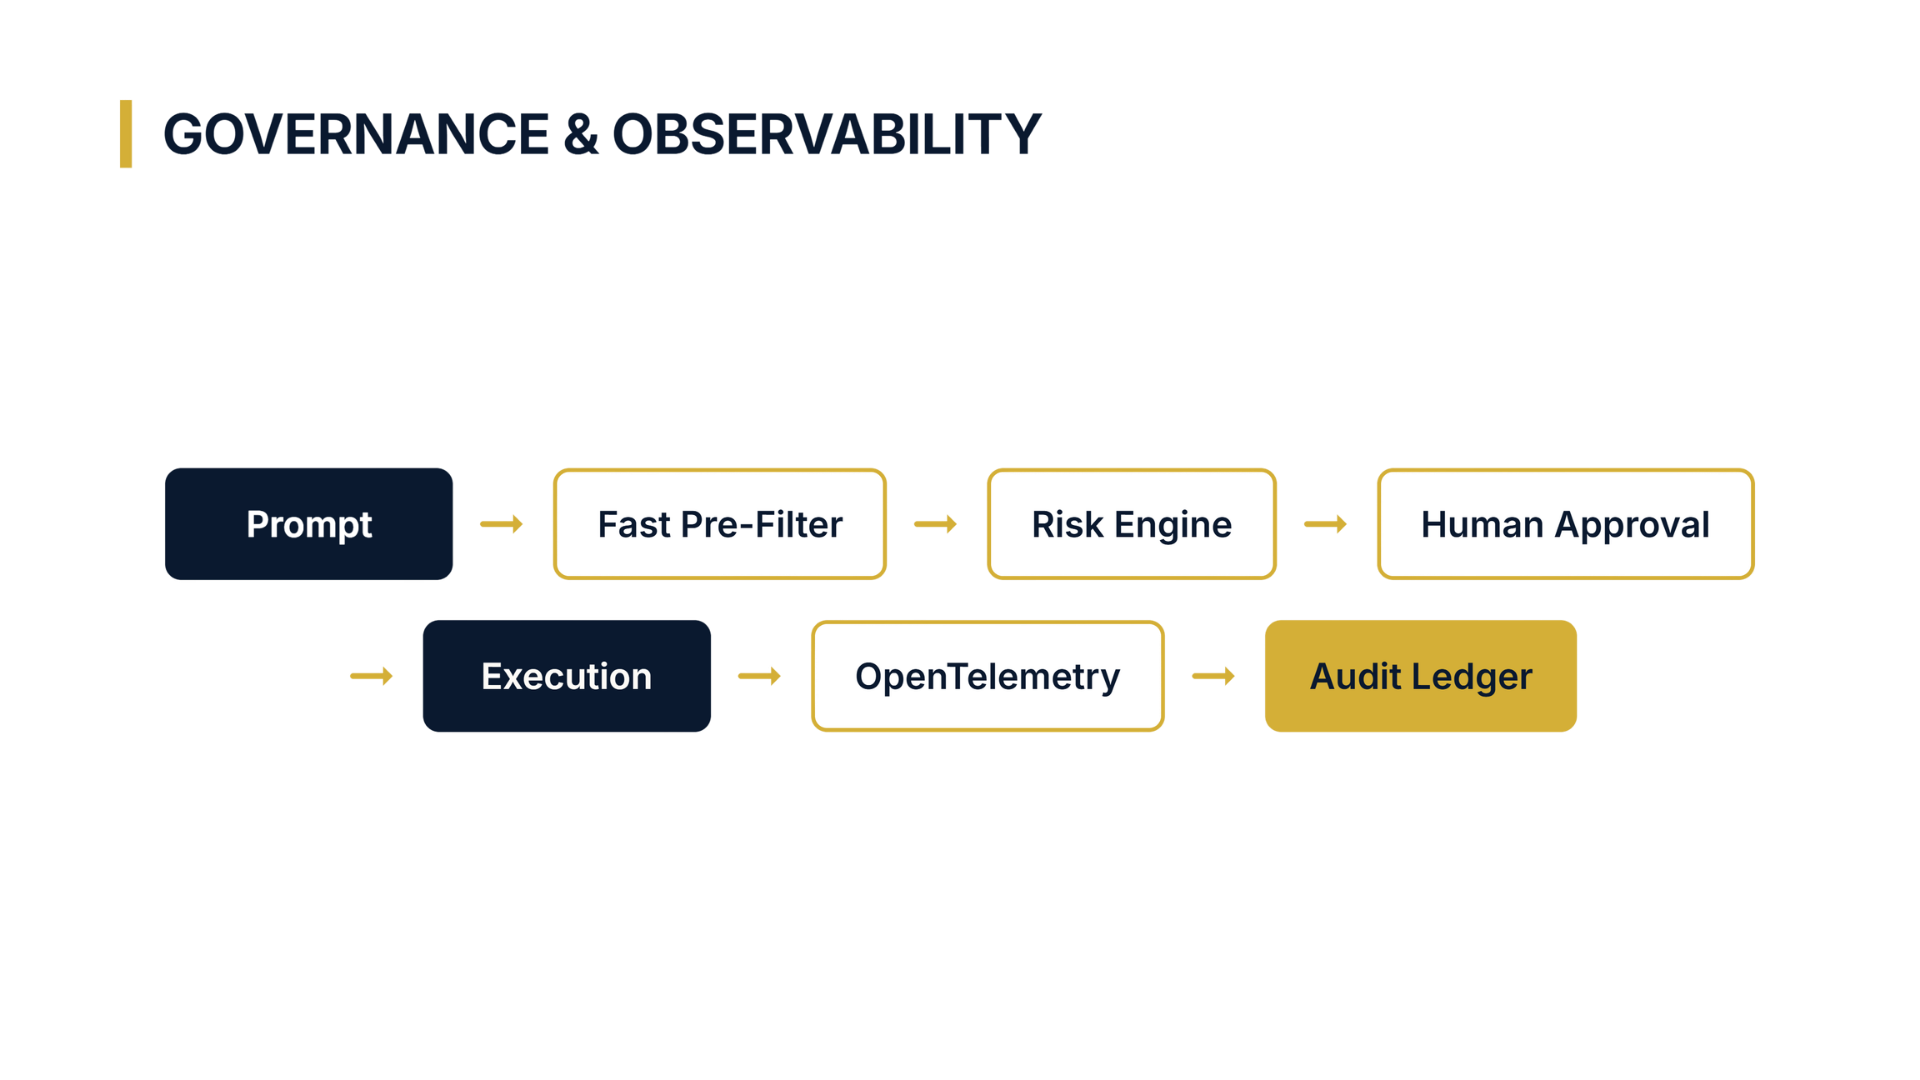 GOVERNANCE & OBSERVABILITY
Prompt → Fast Pre-Filter → Risk Engine → Human Approval
→ Execution → OpenTelemetry → Audit Ledger